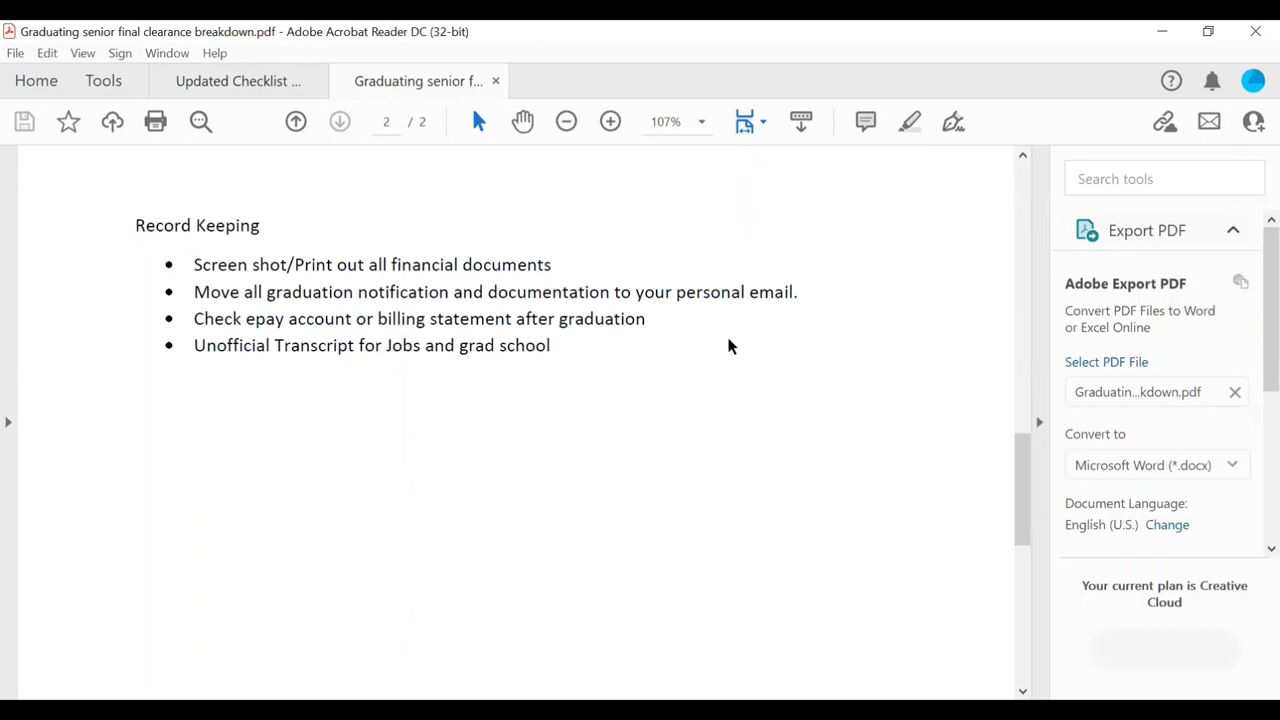 Graduating senior final clearance breakdown.pdf - Adobe Acrobat Reader DC (32-bit)
File Edit View Sign Window Help
Home Tools Updated Checklist ... Graduating senior f... ×
2 / 2 107%
Search tools
Record Keeping
• Screen shot/Print out all financial documents
• Move all graduation notification and documentation to your personal email.
• Check epay account or billing statement after graduation
• Unofficial Transcript for Jobs and grad school
Export PDF
Adobe Export PDF
Convert PDF Files to Word
or Excel Online
Select PDF File
Graduatin...kdown.pdf
Convert to
Microsoft Word (*.docx)
Document Language:
English (U.S.) Change
Your current plan is Creative
Cloud